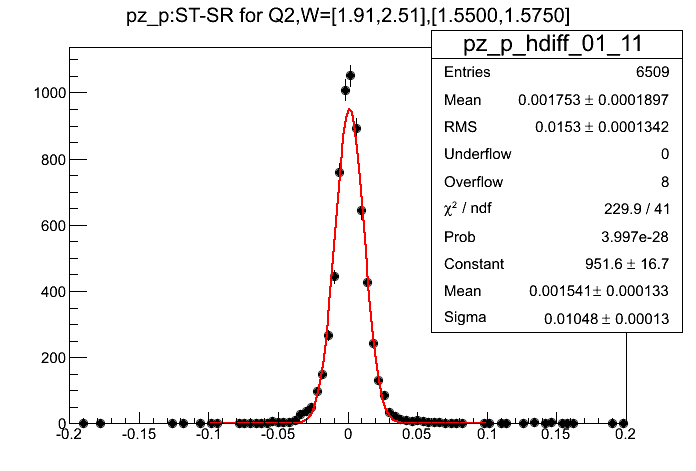 pz_p:ST-SR for Q2,W=[1.91,2.51],[1.5500,1.5750]
pz_p_hdiff_01_11
Entries 6509
Mean 0.001753 ± 0.0001897
RMS 0.0153 ± 0.0001342
Underflow 0
Overflow 8
χ² / ndf 229.9 / 41
Prob 3.997e-28
Constant 951.6 ± 16.7
Mean 0.001541 ± 0.000133
Sigma 0.01048 ± 0.00013
1000
800
600
400
200
0
-0.2 -0.15 -0.1 -0.05 0 0.05 0.1 0.15 0.2